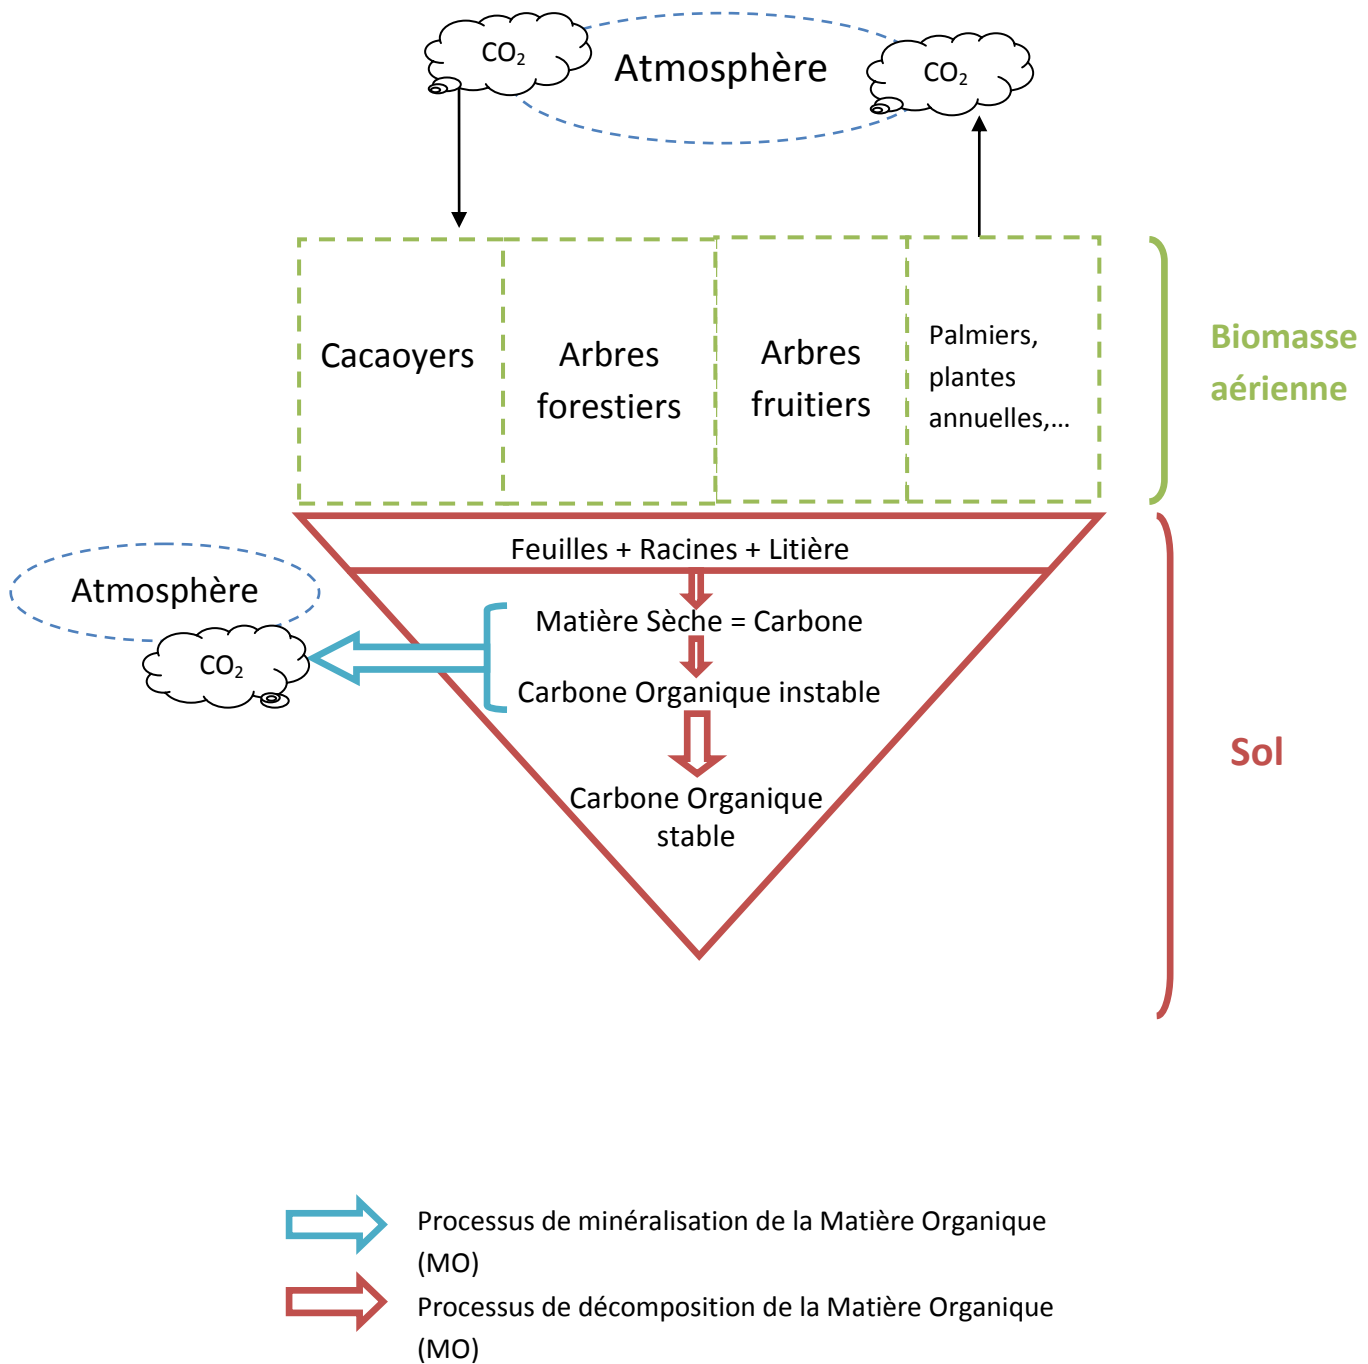 CO₂
Atmosphère
CO₂
Cacaoyers
Arbres
forestiers
Arbres
fruitiers
Palmiers,
plantes
annuelles,...
Biomasse
aérienne
Feuilles + Racines + Litière
Atmosphère
CO₂
Matière Sèche = Carbone
Carbone Organique instable
Carbone Organique
stable
Sol
Processus de minéralisation de la Matière Organique
(MO)
Processus de décomposition de la Matière Organique
(MO)